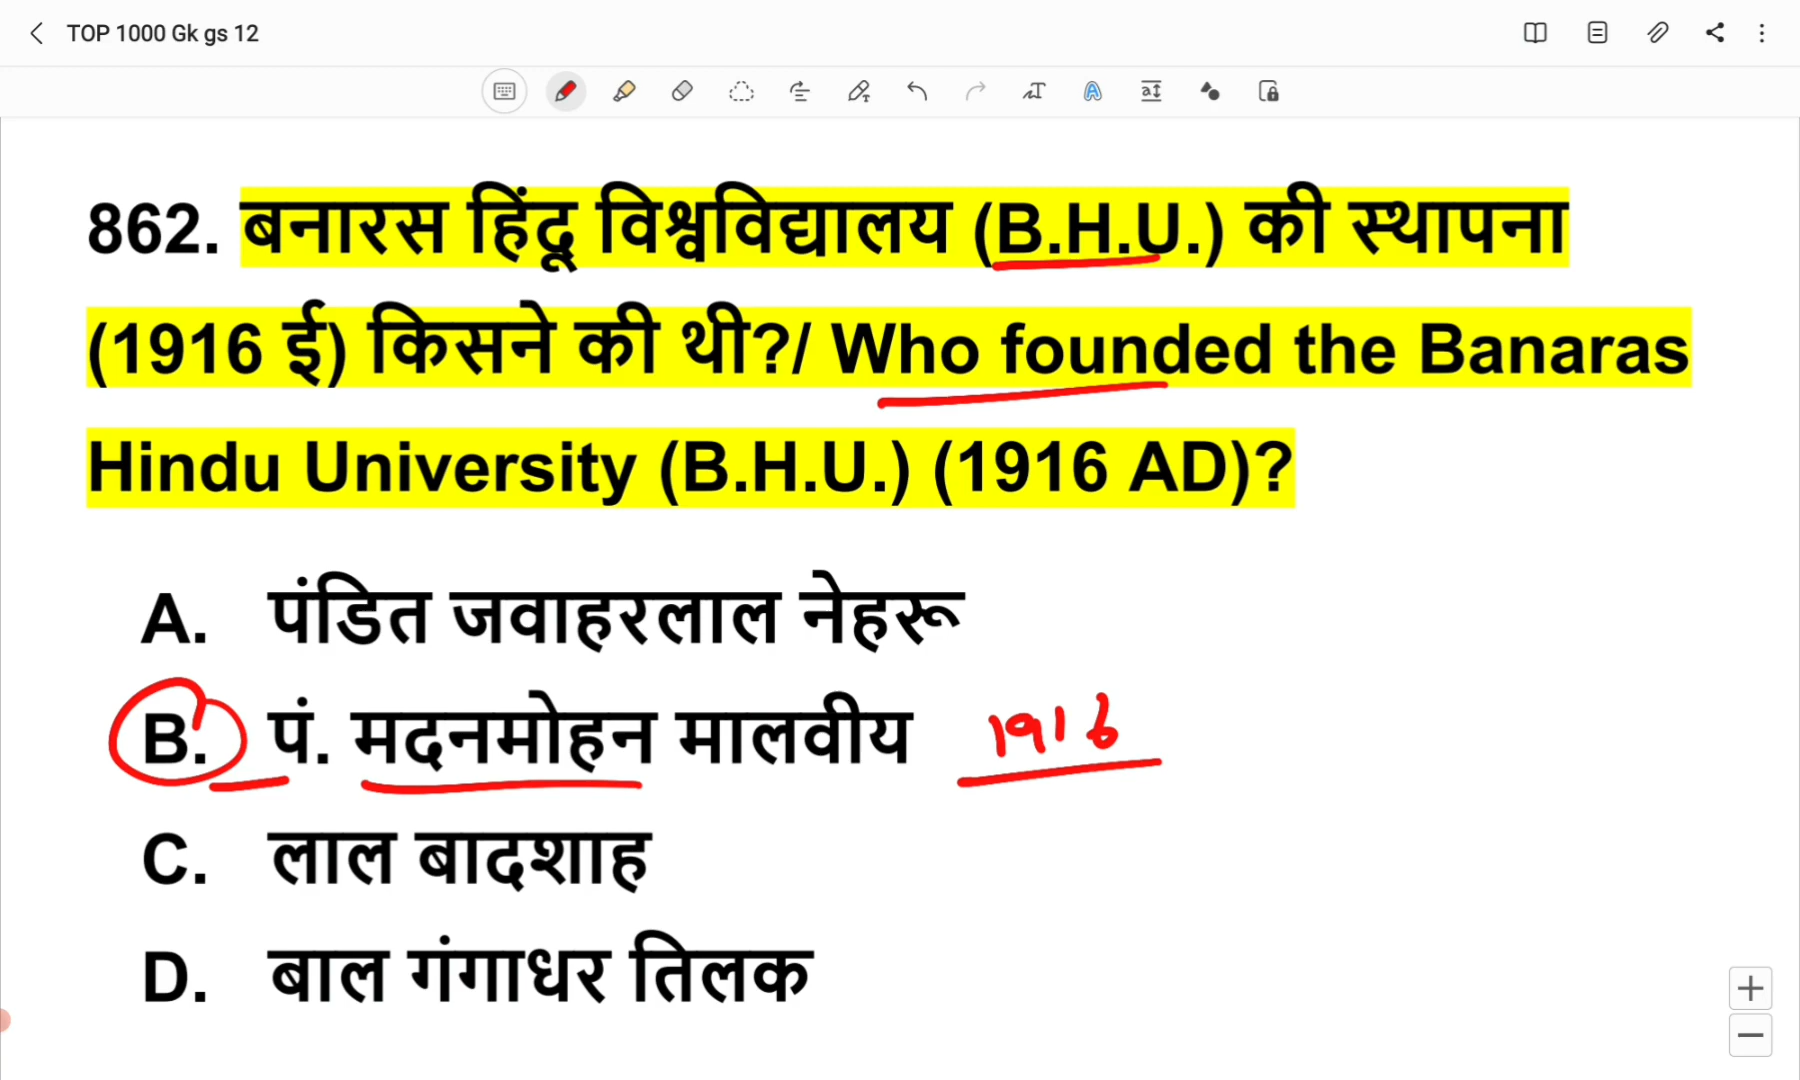 TOP 1000 Gk gs 12
862. बनारस हिंदू विश्वविद्यालय (B.H.U.) की स्थापना
(1916 ई) किसने की थी?/ Who founded the Banaras
Hindu University (B.H.U.) (1916 AD)?
A. पंडित जवाहरलाल नेहरू
B. पं. मदनमोहन मालवीय 1916
C. लाल बादशाह
D. बाल गंगाधर तिलक